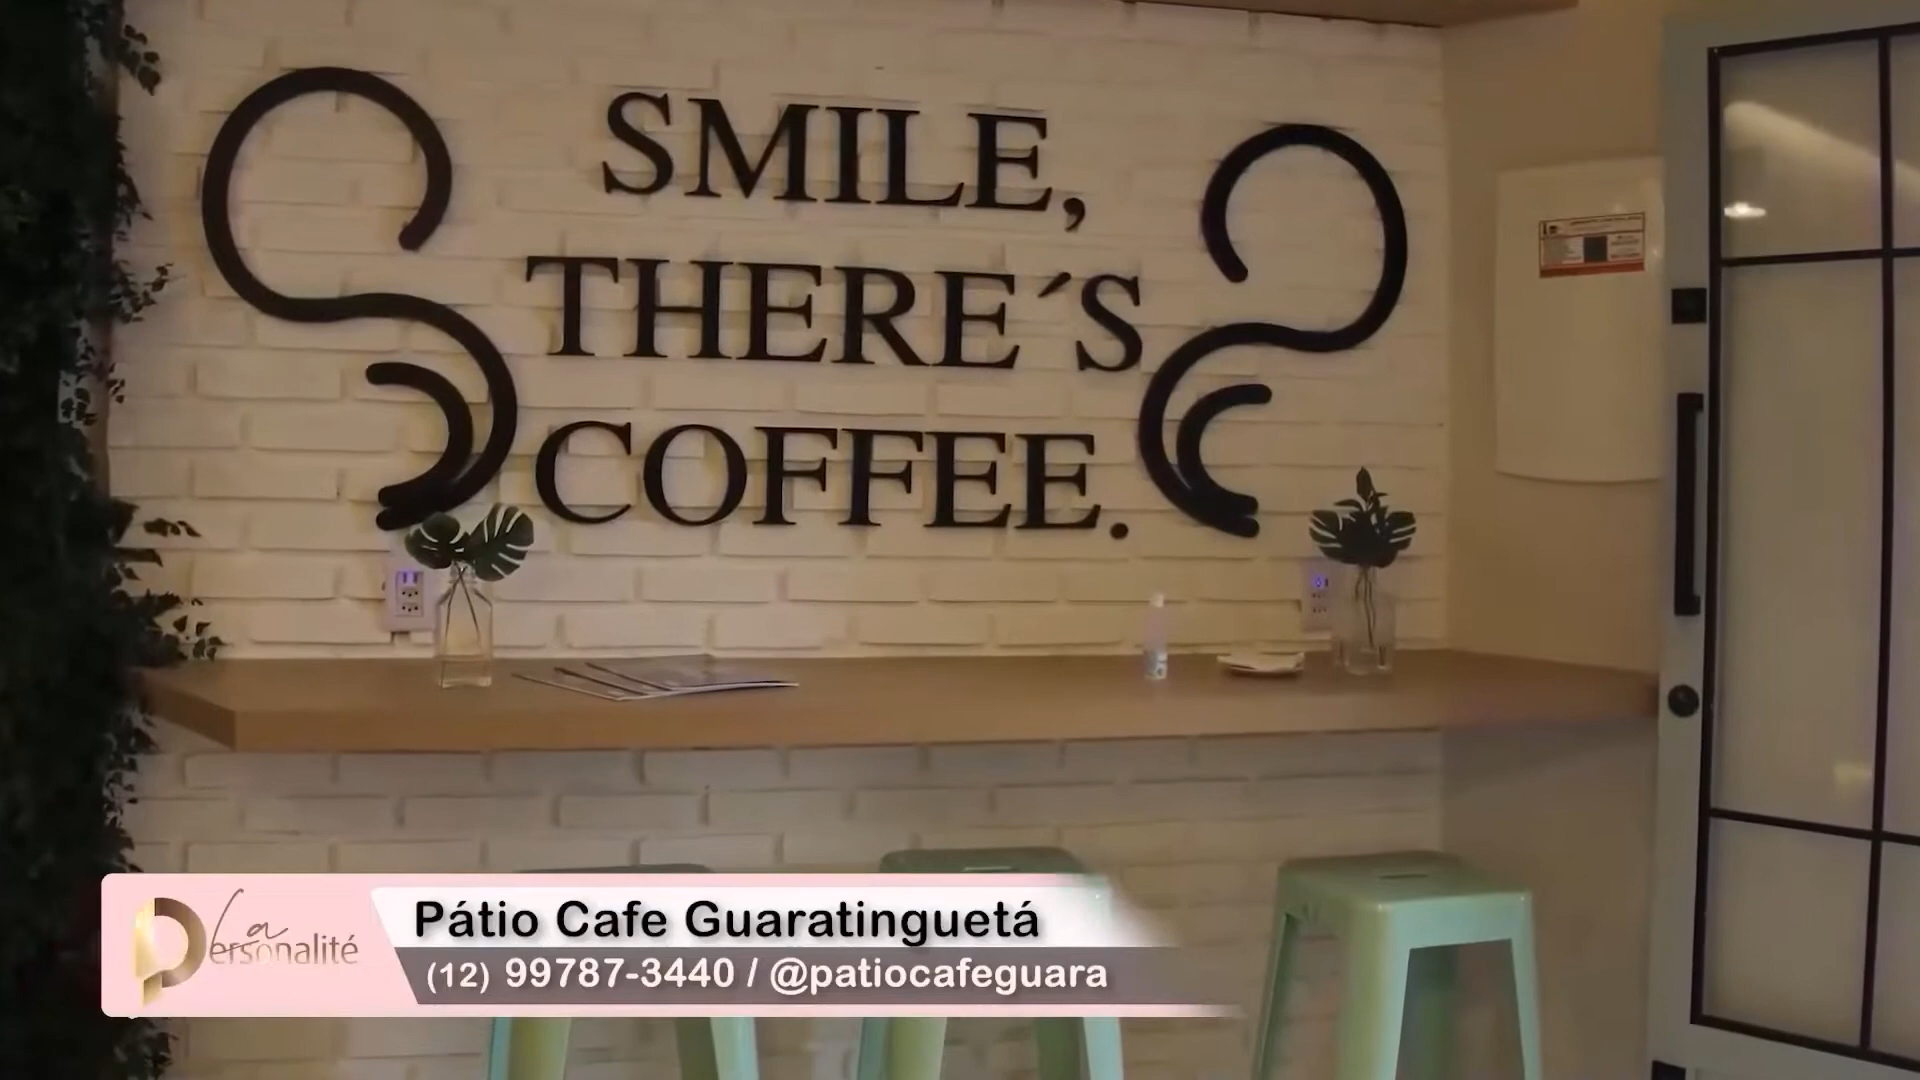 SMILE,
THERE´S
COFFEE.
La
Personalité
Pátio Cafe Guaratinguetá
(12) 99787-3440 / @patiocafeguara